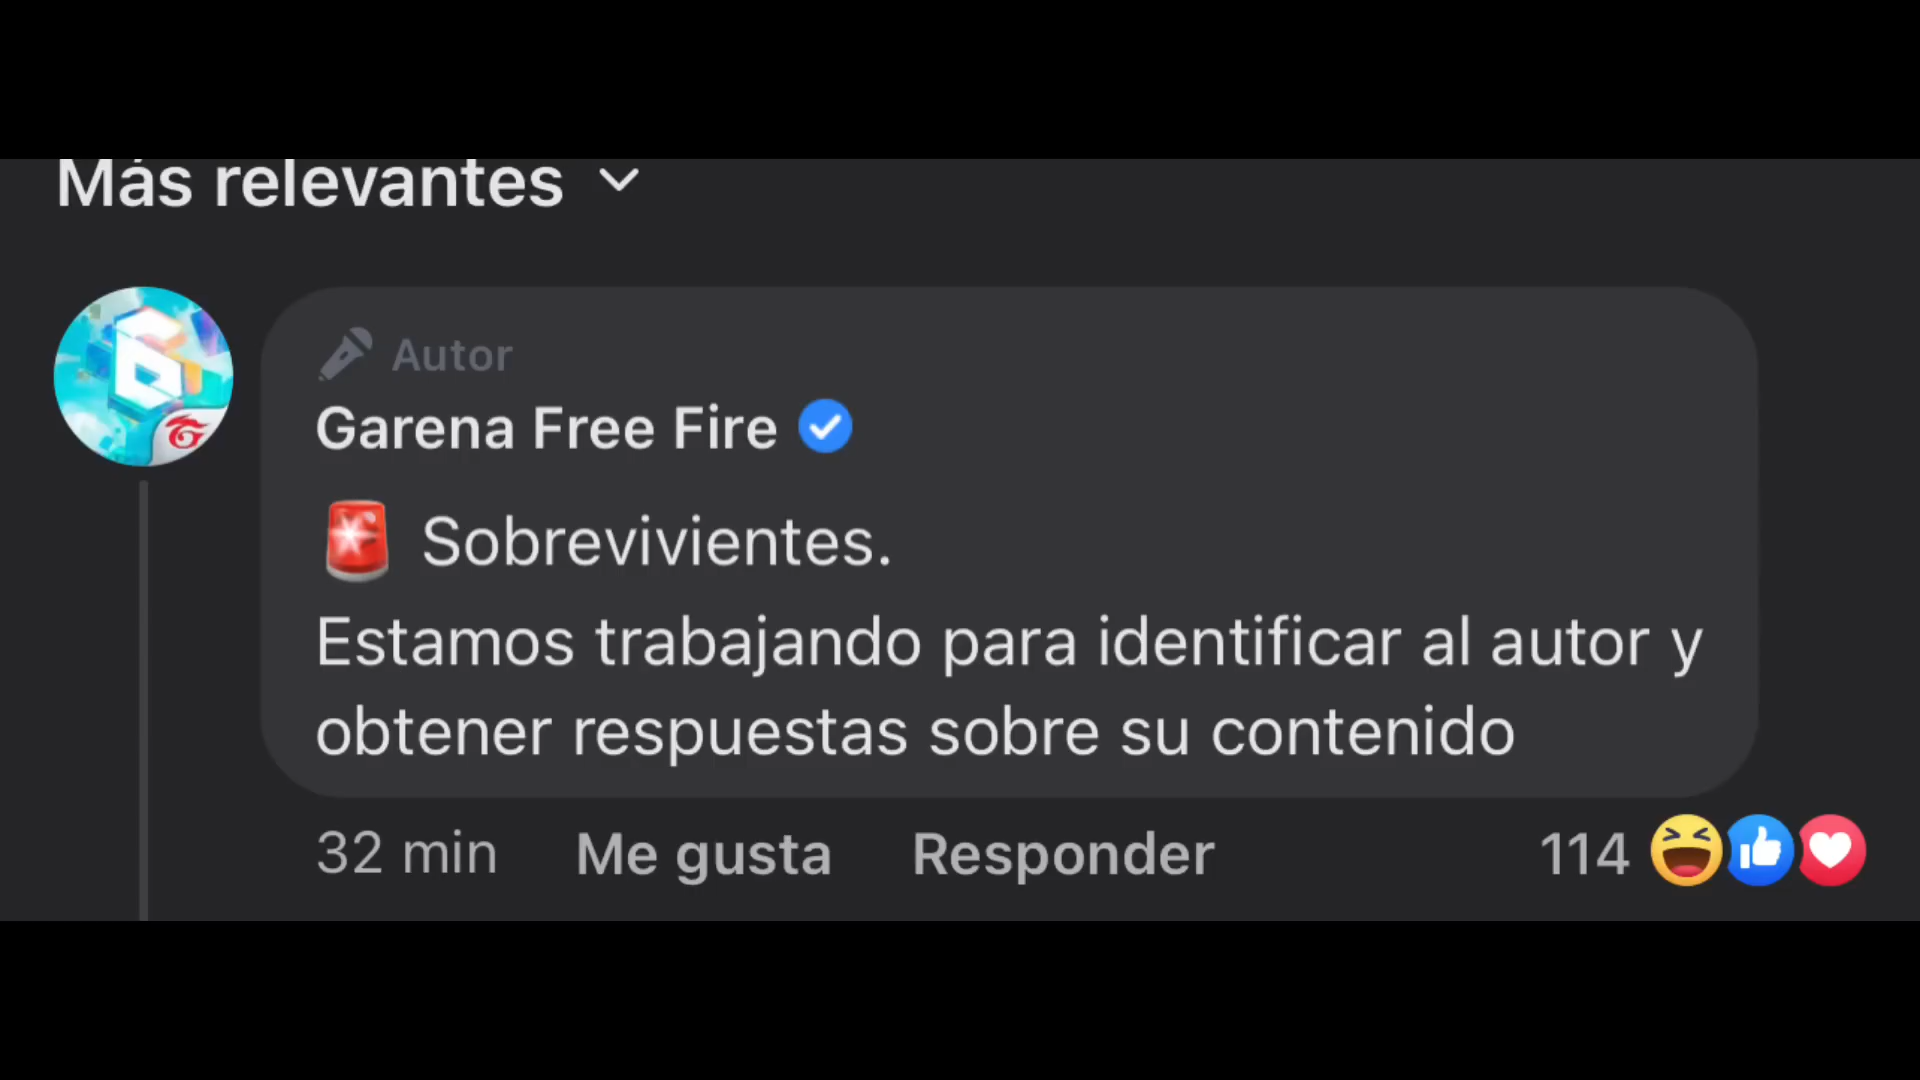 Más relevantes
Autor
Garena Free Fire
🚨 Sobrevivientes.
Estamos trabajando para identificar al autor y
obtener respuestas sobre su contenido
32 min Me gusta Responder 114